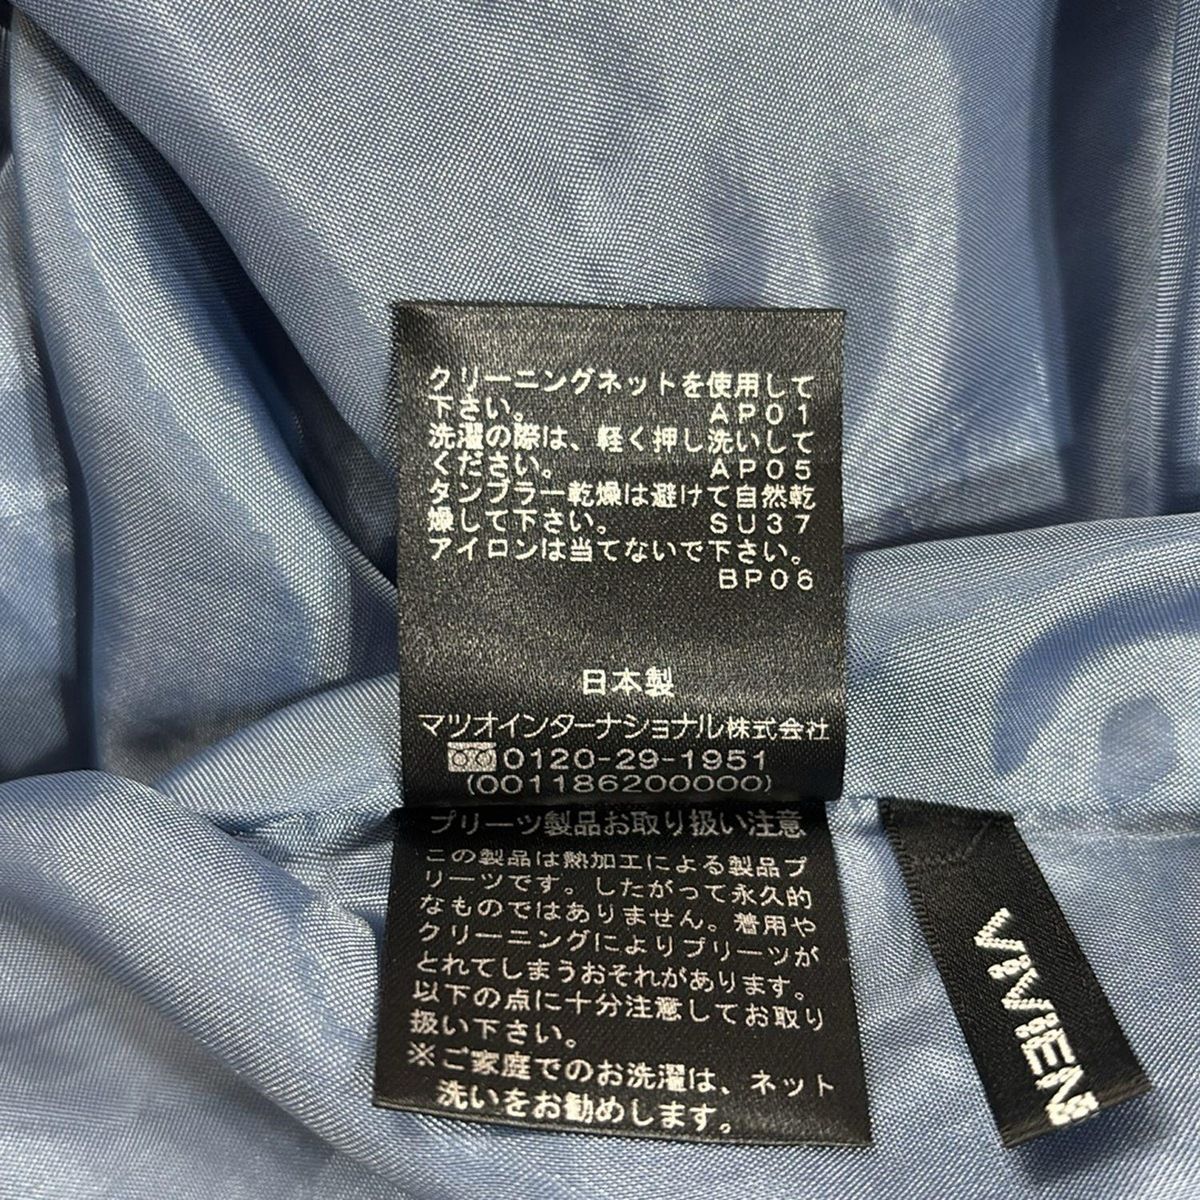 クリーニングネットを使用して
下さい。 AP01
洗濯の際は、軽く押し洗いして
ください。 AP05
タンブラー乾燥は避けて自然乾
燥して下さい。 SU37
アイロンは当てないで下さい。
BP06
日本製
マツオインターナショナル株式会社
0120-29-1951
(001186200000)
プリーツ製品お取り扱い注意
この製品は熱加工による製品プ
リーツです。したがって永久的
なものではありません。着用や
クリーニングによりプリーツが
とれてしまうおそれがあります。
以下の点に十分注意してお取り
扱い下さい。
※ご家庭でのお洗濯は、ネット
洗いをお勧めします。
VIVIEN